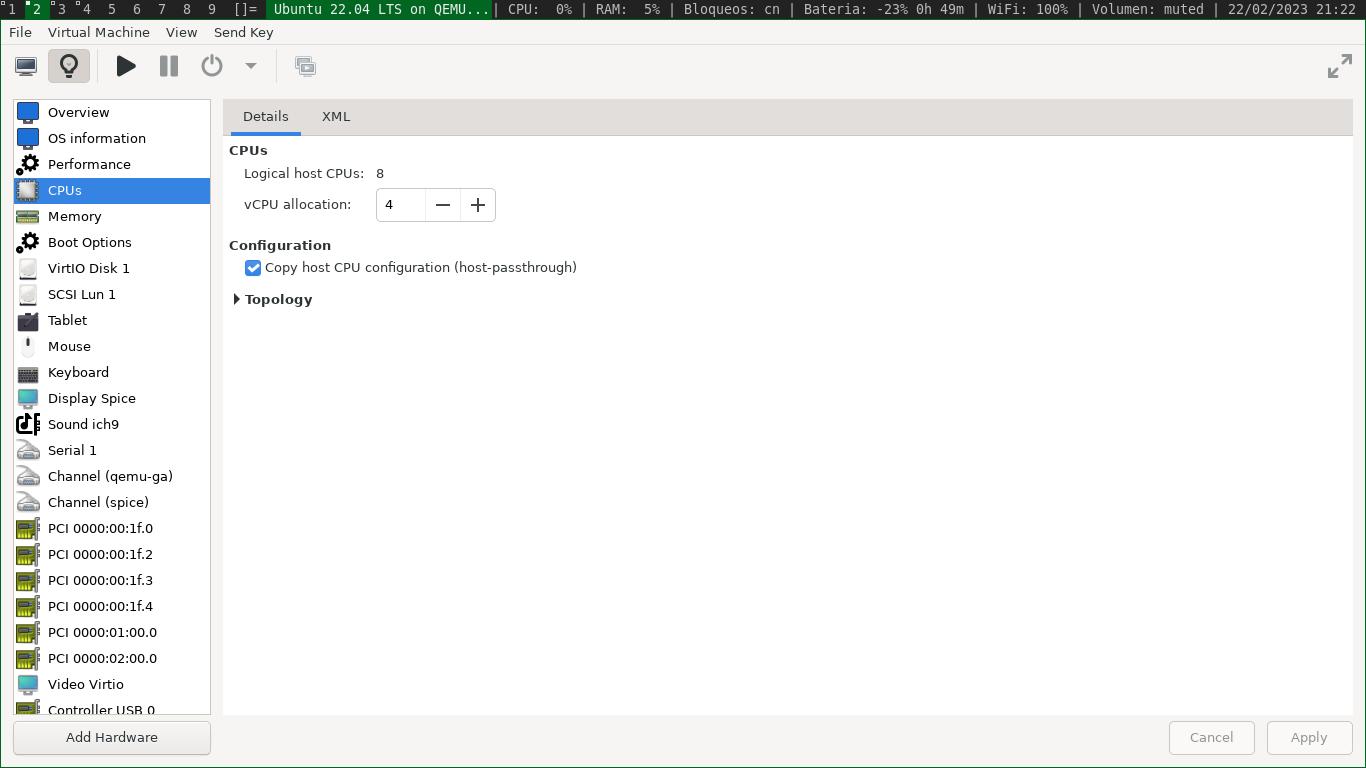 1 2 3 4 5 6 7 8 9 []= Ubuntu 22.04 LTS on QEMU...| CPU: 0% | RAM: 5% | Bloqueos: cn | Bateria: -23% 0h 49m | WiFi: 100% | Volumen: muted | 22/02/2023 21:22
File Virtual Machine View Send Key
Overview
OS information
Performance
CPUs
Memory
Boot Options
VirtIO Disk 1
SCSI Lun 1
Tablet
Mouse
Keyboard
Display Spice
Sound ich9
Serial 1
Channel (qemu-ga)
Channel (spice)
PCI 0000:00:1f.0
PCI 0000:00:1f.2
PCI 0000:00:1f.3
PCI 0000:00:1f.4
PCI 0000:01:00.0
PCI 0000:02:00.0
Video Virtio
Controller USB 0
Add Hardware
Details XML
CPUs
Logical host CPUs: 8
vCPU allocation: 4
Configuration
Copy host CPU configuration (host-passthrough)
Topology
Cancel Apply